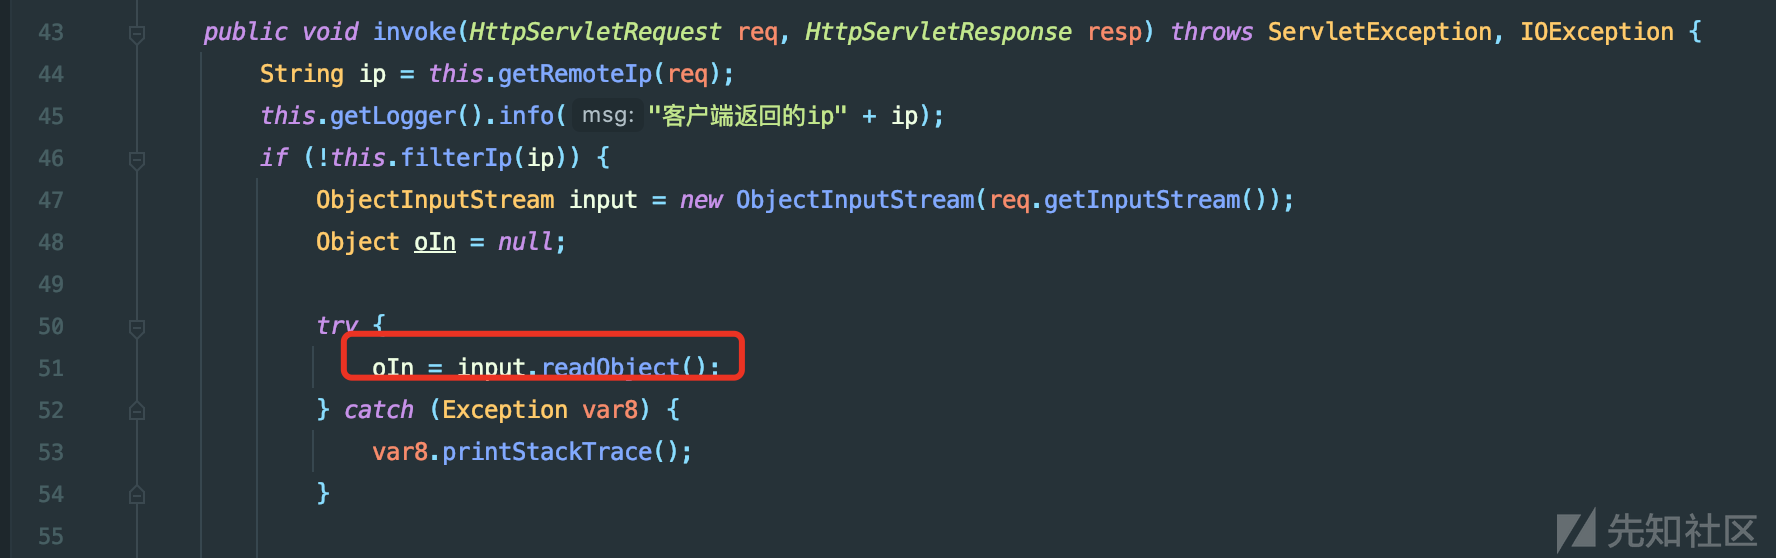 43 public void invoke(HttpServletRequest req, HttpServletResponse resp) throws ServletException, IOException {
44 String ip = this.getRemoteIp(req);
45 this.getLogger().info( msg: "客户端返回的ip" + ip);
46 if (!this.filterIp(ip)) {
47 ObjectInputStream input = new ObjectInputStream(req.getInputStream());
48 Object oIn = null;
49
50 try {
51 oIn = input.readObject();
52 } catch (Exception var8) {
53 var8.printStackTrace();
54 }
55
先知社区